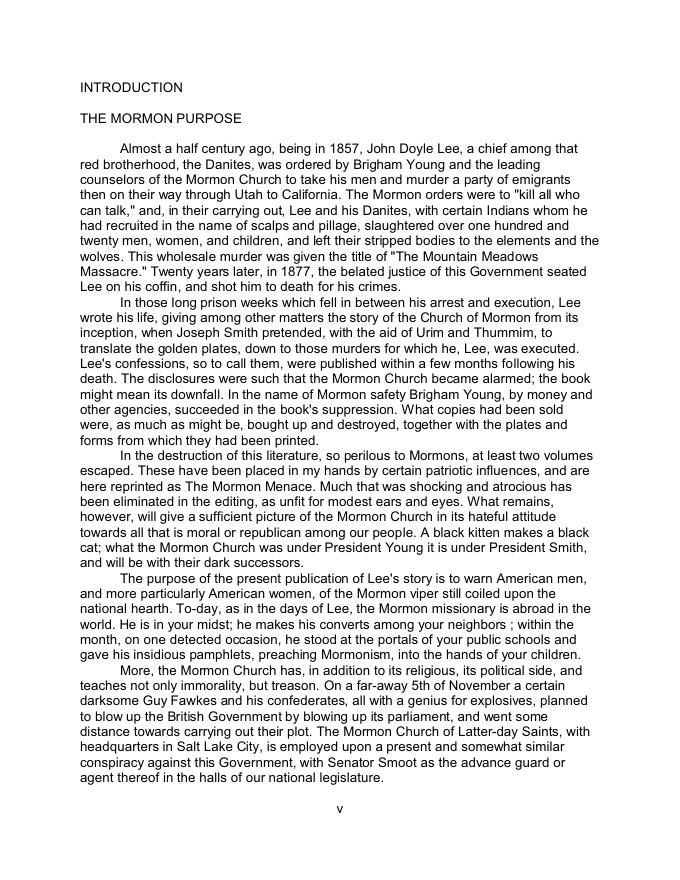 INTRODUCTION
THE MORMON PURPOSE
Almost a half century ago, being in 1857, John Doyle Lee, a chief among that
red brotherhood, the Danites, was ordered by Brigham Young and the leading
counselors of the Mormon Church to take his men and murder a party of emigrants
then on their way through Utah to California. The Mormon orders were to "kill all who
can talk," and, in their carrying out, Lee and his Danites, with certain Indians whom he
had recruited in the name of scalps and pillage, slaughtered over one hundred and
twenty men, women, and children, and left their stripped bodies to the elements and the
wolves. This wholesale murder was given the title of "The Mountain Meadows
Massacre." Twenty years later, in 1877, the belated justice of this Government seated
Lee on his coffin, and shot him to death for his crimes.
In those long prison weeks which fell in between his arrest and execution, Lee
wrote his life, giving among other matters the story of the Church of Mormon from its
inception, when Joseph Smith pretended, with the aid of Urim and Thummim, to
translate the golden plates, down to those murders for which he, Lee, was executed.
Lee's confessions, so to call them, were published within a few months following his
death. The disclosures were such that the Mormon Church became alarmed; the book
might mean its downfall. In the name of Mormon safety Brigham Young, by money and
other agencies, succeeded in the book's suppression. What copies had been sold
were, as much as might be, bought up and destroyed, together with the plates and
forms from which they had been printed.
In the destruction of this literature, so perilous to Mormons, at least two volumes
escaped. These have been placed in my hands by certain patriotic influences, and are
here reprinted as The Mormon Menace. Much that was shocking and atrocious has
been eliminated in the editing, as unfit for modest ears and eyes. What remains,
however, will give a sufficient picture of the Mormon Church in its hateful attitude
towards all that is moral or republican among our people. A black kitten makes a black
cat; what the Mormon Church was under President Young it is under President Smith,
and will be with their dark successors.
The purpose of the present publication of Lee's story is to warn American men,
and more particularly American women, of the Mormon viper still coiled upon the
national hearth. To-day, as in the days of Lee, the Mormon missionary is abroad in the
world. He is in your midst; he makes his converts among your neighbors ; within the
month, on one detected occasion, he stood at the portals of your public schools and
gave his insidious pamphlets, preaching Mormonism, into the hands of your children.
More, the Mormon Church has, in addition to its religious, its political side, and
teaches not only immorality, but treason. On a far-away 5th of November a certain
darksome Guy Fawkes and his confederates, all with a genius for explosives, planned
to blow up the British Government by blowing up its parliament, and went some
distance towards carrying out their plot. The Mormon Church of Latter-day Saints, with
headquarters in Salt Lake City, is employed upon a present and somewhat similar
conspiracy against this Government, with Senator Smoot as the advance guard or
agent thereof in the halls of our national legislature.
v